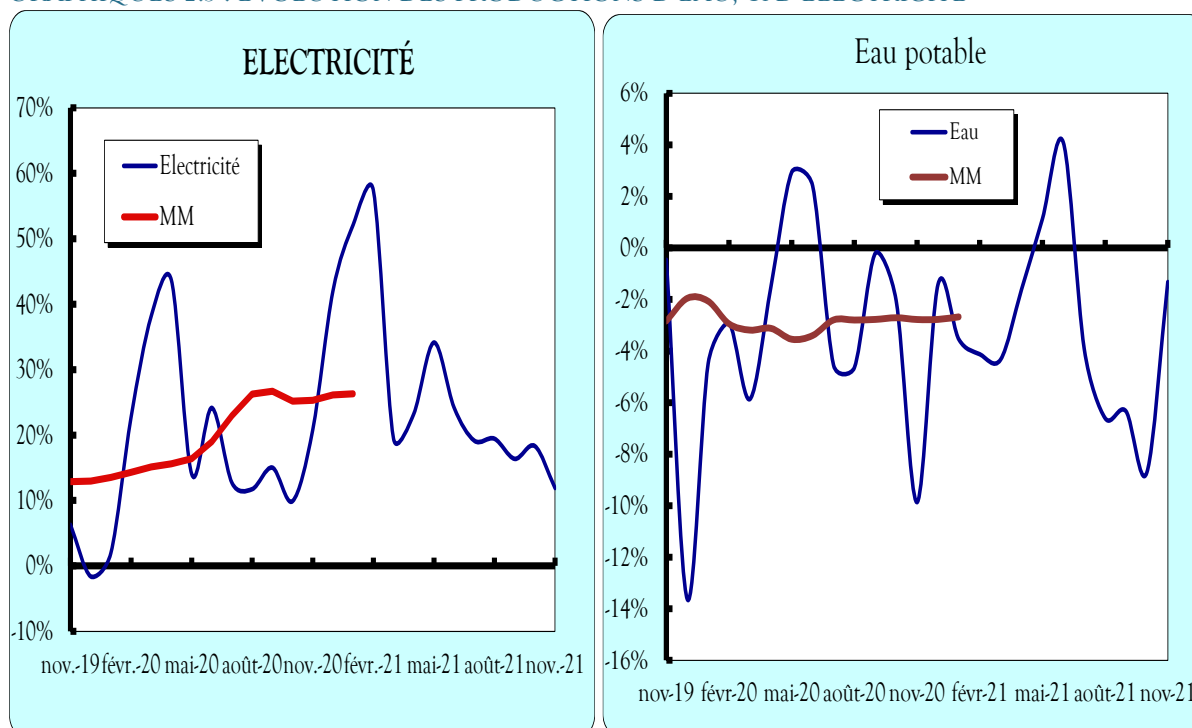 ELECTRICITÉ
70%
60%
50%
40%
30%
20%
10%
0%
-10%
Electricité
MM
nov.-19 févr.-20 mai-20 août-20 nov.-20 févr.-21 mai-21 août-21 nov.-21
Eau potable
6%
4%
2%
0%
-2%
-4%
-6%
-8%
-10%
-12%
-14%
-16%
Eau
MM
nov-19 févr-20 mai-20 août-20 nov-20 févr-21 mai-21 août-21 nov-21